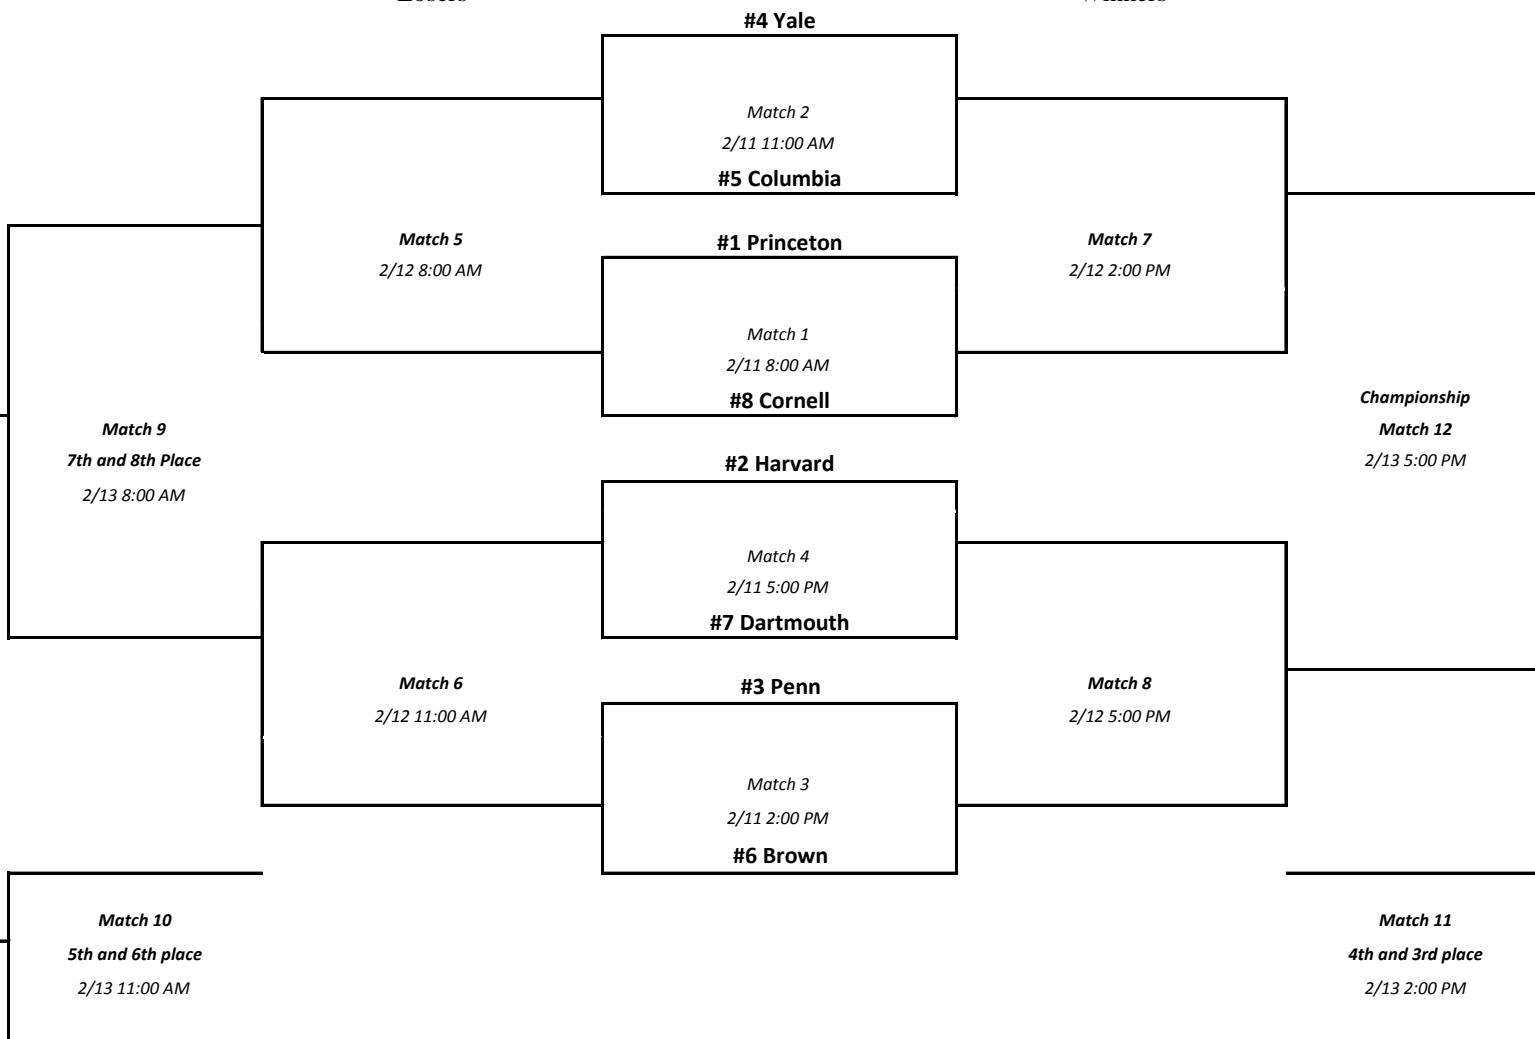 Losers
Winners
#4 Yale
Match 2
2/11 11:00 AM
#5 Columbia
Match 5
2/12 8:00 AM
#1 Princeton
Match 7
2/12 2:00 PM
Match 1
2/11 8:00 AM
#8 Cornell
Championship
Match 12
2/13 5:00 PM
Match 9
7th and 8th Place
2/13 8:00 AM
#2 Harvard
Match 4
2/11 5:00 PM
#7 Dartmouth
Match 6
2/12 11:00 AM
#3 Penn
Match 8
2/12 5:00 PM
Match 3
2/11 2:00 PM
#6 Brown
Match 10
5th and 6th place
2/13 11:00 AM
Match 11
4th and 3rd place
2/13 2:00 PM